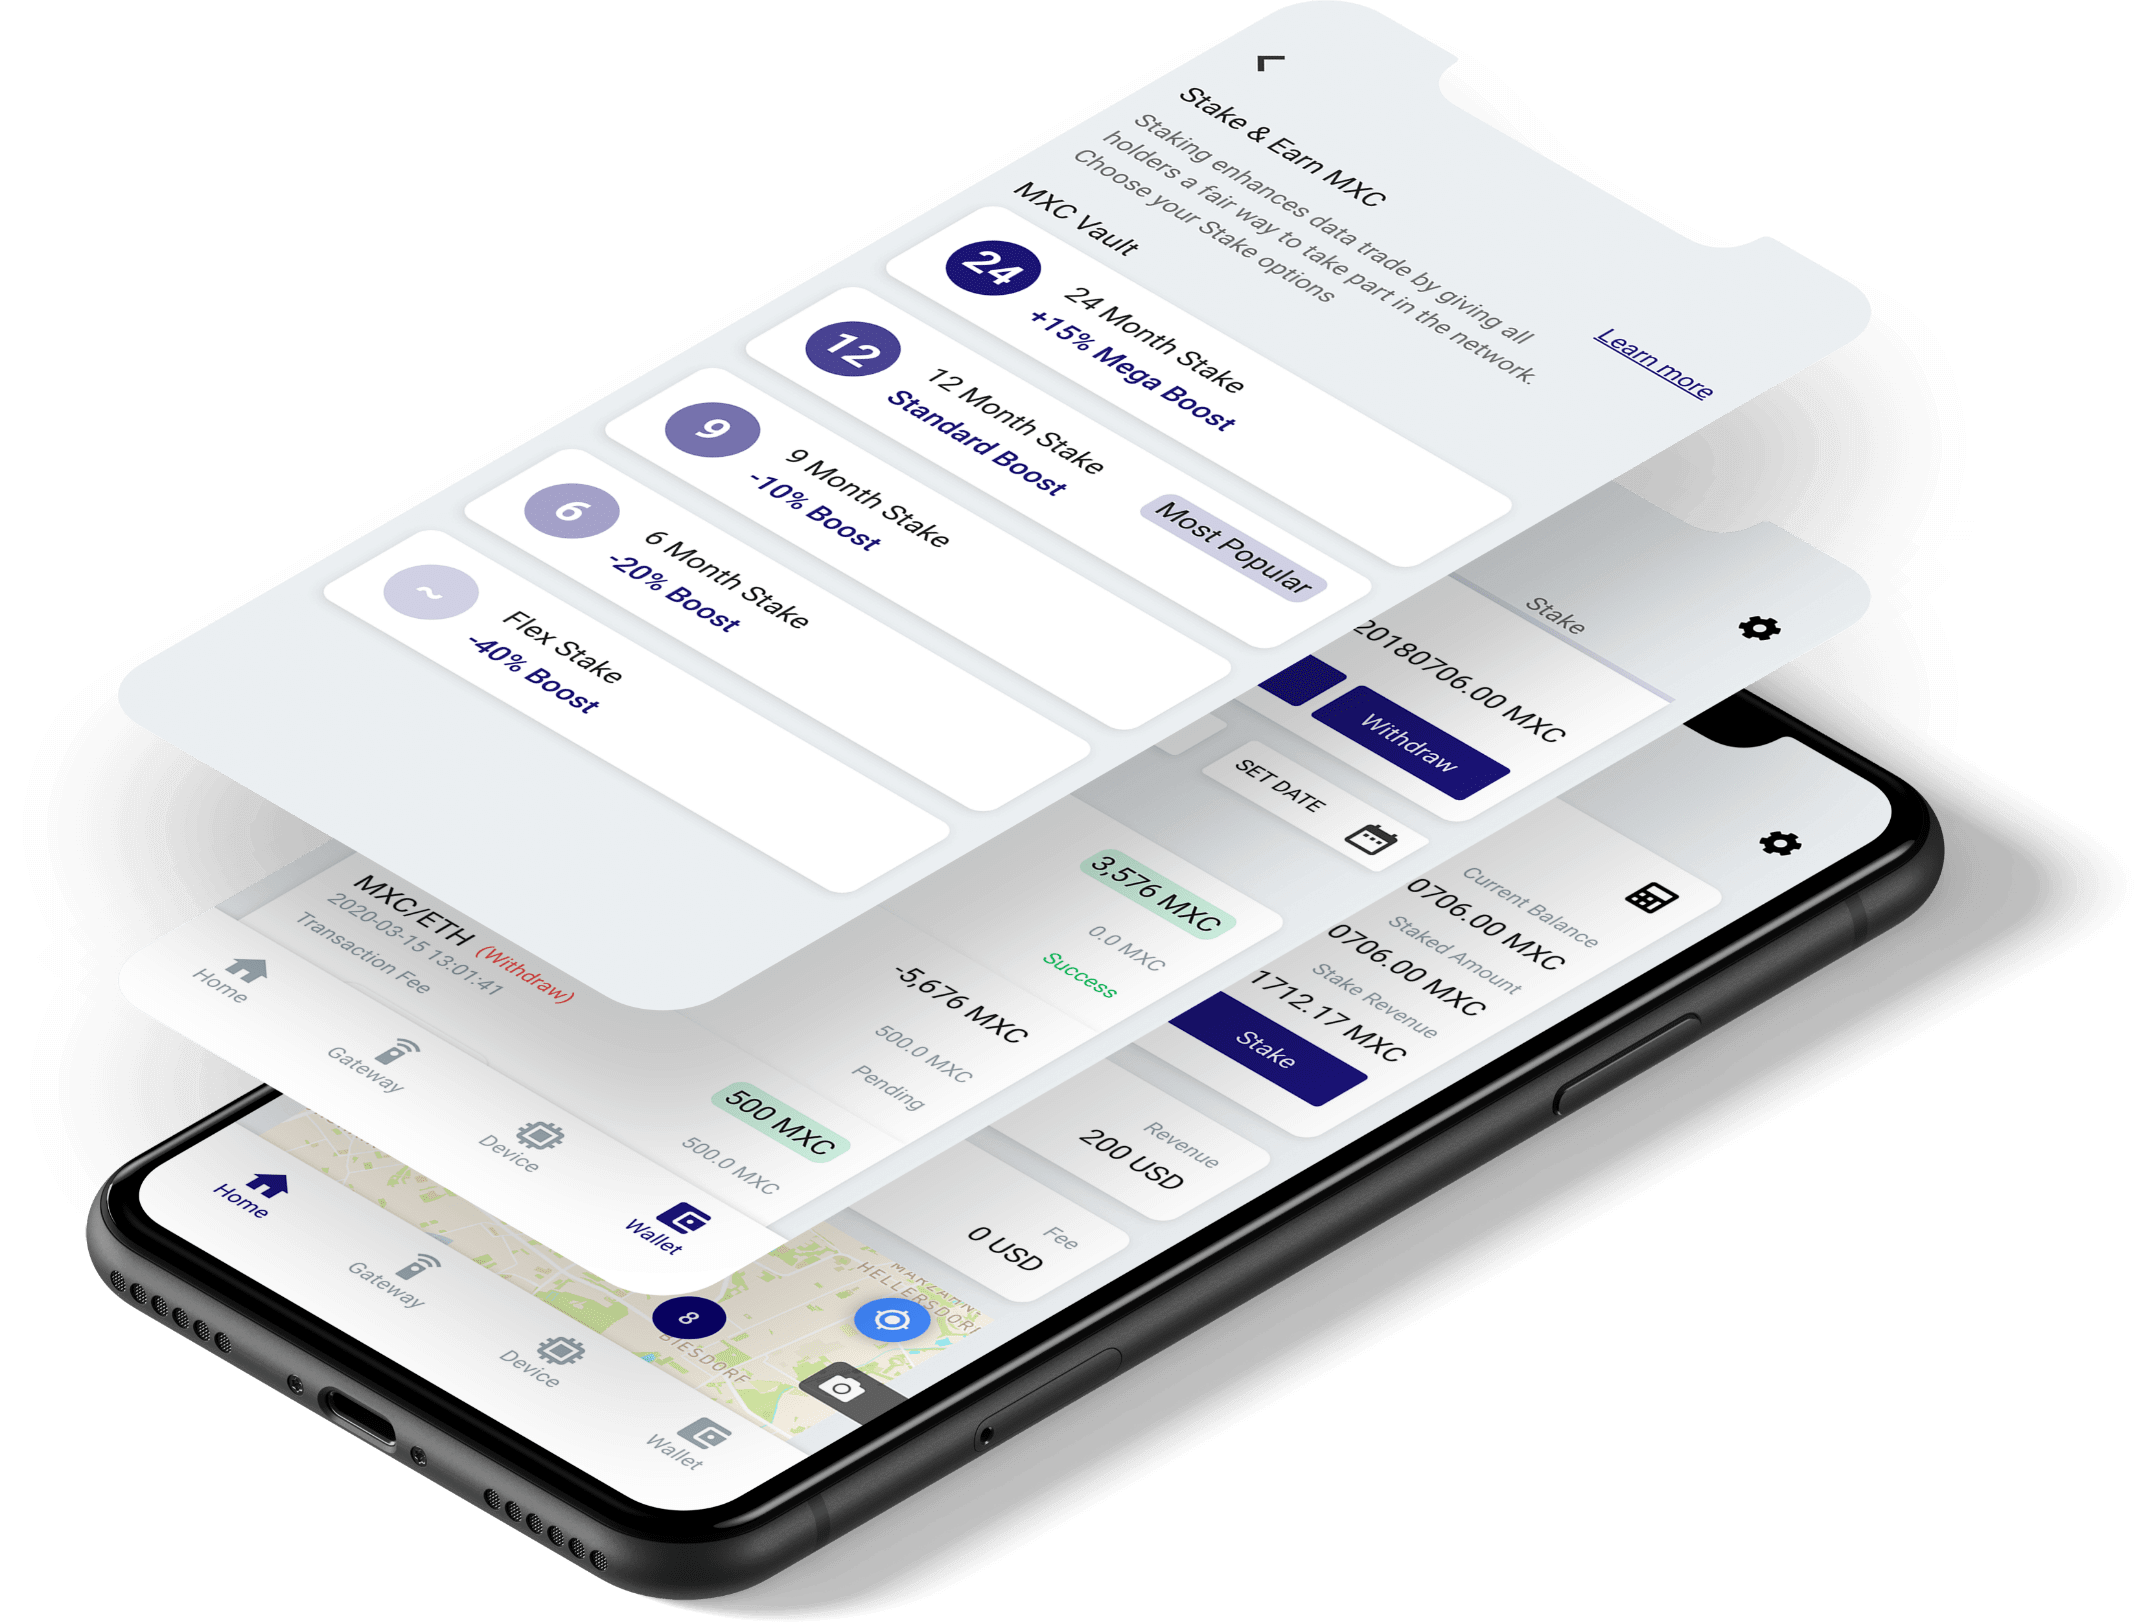 Stake & Earn MXC
Staking enhances data trade by giving all
holders a fair way to take part in the network.
Choose your Stake options
Learn more
MXC Vault
24
24 Month Stake
+15% Mega Boost
12
12 Month Stake
Standard Boost
Most Popular
9
9 Month Stake
-10% Boost
6
6 Month Stake
-20% Boost
~
Flex Stake
-40% Boost
Stake
20180706.00 MXC
Withdraw
SET DATE
3,576 MXC
0.0 MXC
Success
-5,676 MXC
500.0 MXC
Pending
500 MXC
500.0 MXC
MXC/ETH (Withdraw)
2020-03-15 13:01:41
Transaction Fee
Home
Gateway
Device
Wallet
Current Balance
0706.00 MXC
Staked Amount
0706.00 MXC
Stake Revenue
1712.17 MXC
Stake
Revenue
200 USD
Fee
0 USD
HELLERSDORF
8
BIESDORF
Home
Gateway
Device
Wallet